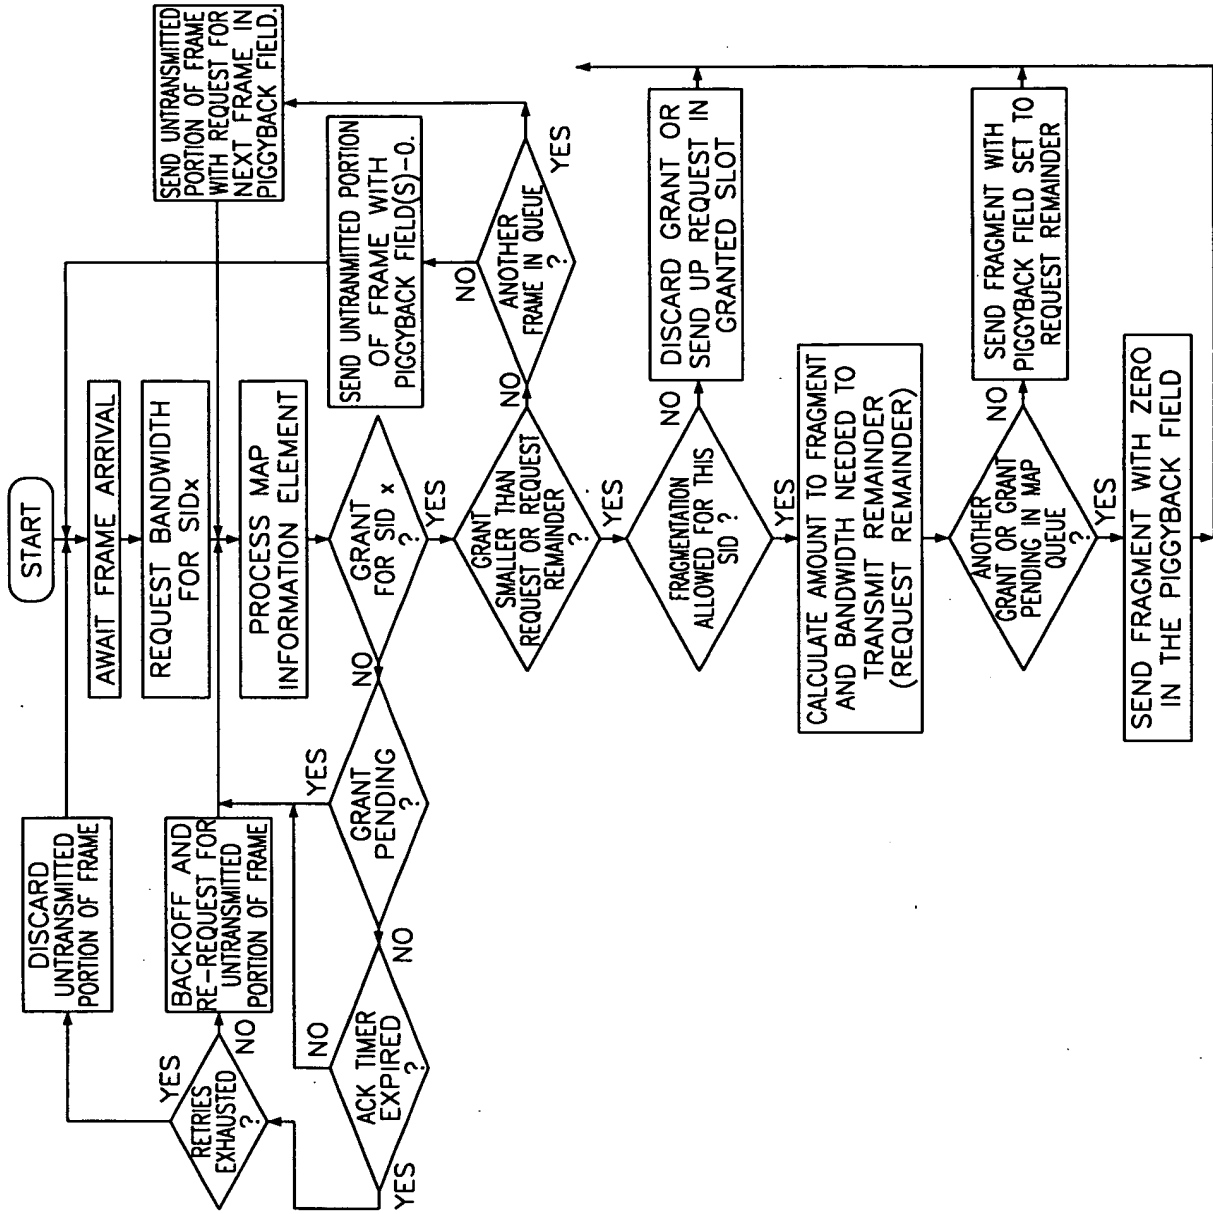 START
AWAIT FRAME ARRIVAL
REQUEST BANDWIDTH
FOR SIDx
PROCESS MAP
INFORMATION ELEMENT
GRANT
FOR SID x
?
NO
YES
GRANT
PENDING
?
YES
NO
ACK TIMER
EXPIRED
?
NO
YES
RETRIES
EXHAUSTED
?
YES
NO
DISCARD
UNTRANSMITTED
PORTION OF FRAME
BACKOFF AND
RE-REQUEST FOR
UNTRANSMITTED
PORTION OF FRAME
GRANT
SMALLER THAN
REQUEST OR REQUEST
REMAINDER
?
NO
YES
ANOTHER
FRAME IN QUEUE
?
NO
YES
SEND UNTRANMITTED PORTION
OF FRAME WITH
PIGGYBACK FIELD(S)-0.
SEND UNTRANSMITTED
PORTION OF FRAME
WITH REQUEST FOR
NEXT FRAME IN
PIGGYBACK FIELD.
FRAGMENTATION
ALLOWED FOR THIS
SID ?
NO
YES
DISCARD GRANT OR
SEND UP REQUEST IN
GRANTED SLOT
CALCULATE AMOUNT TO FRAGMENT
AND BANDWIDTH NEEDED TO
TRANSMIT REMAINDER
(REQUEST REMAINDER)
ANOTHER
GRANT OR GRANT
PENDING IN MAP
QUEUE
?
NO
YES
SEND FRAGMENT WITH
PIGGYBACK FIELD SET TO
REQUEST REMAINDER
SEND FRAGMENT WITH ZERO
IN THE PIGGYBACK FIELD